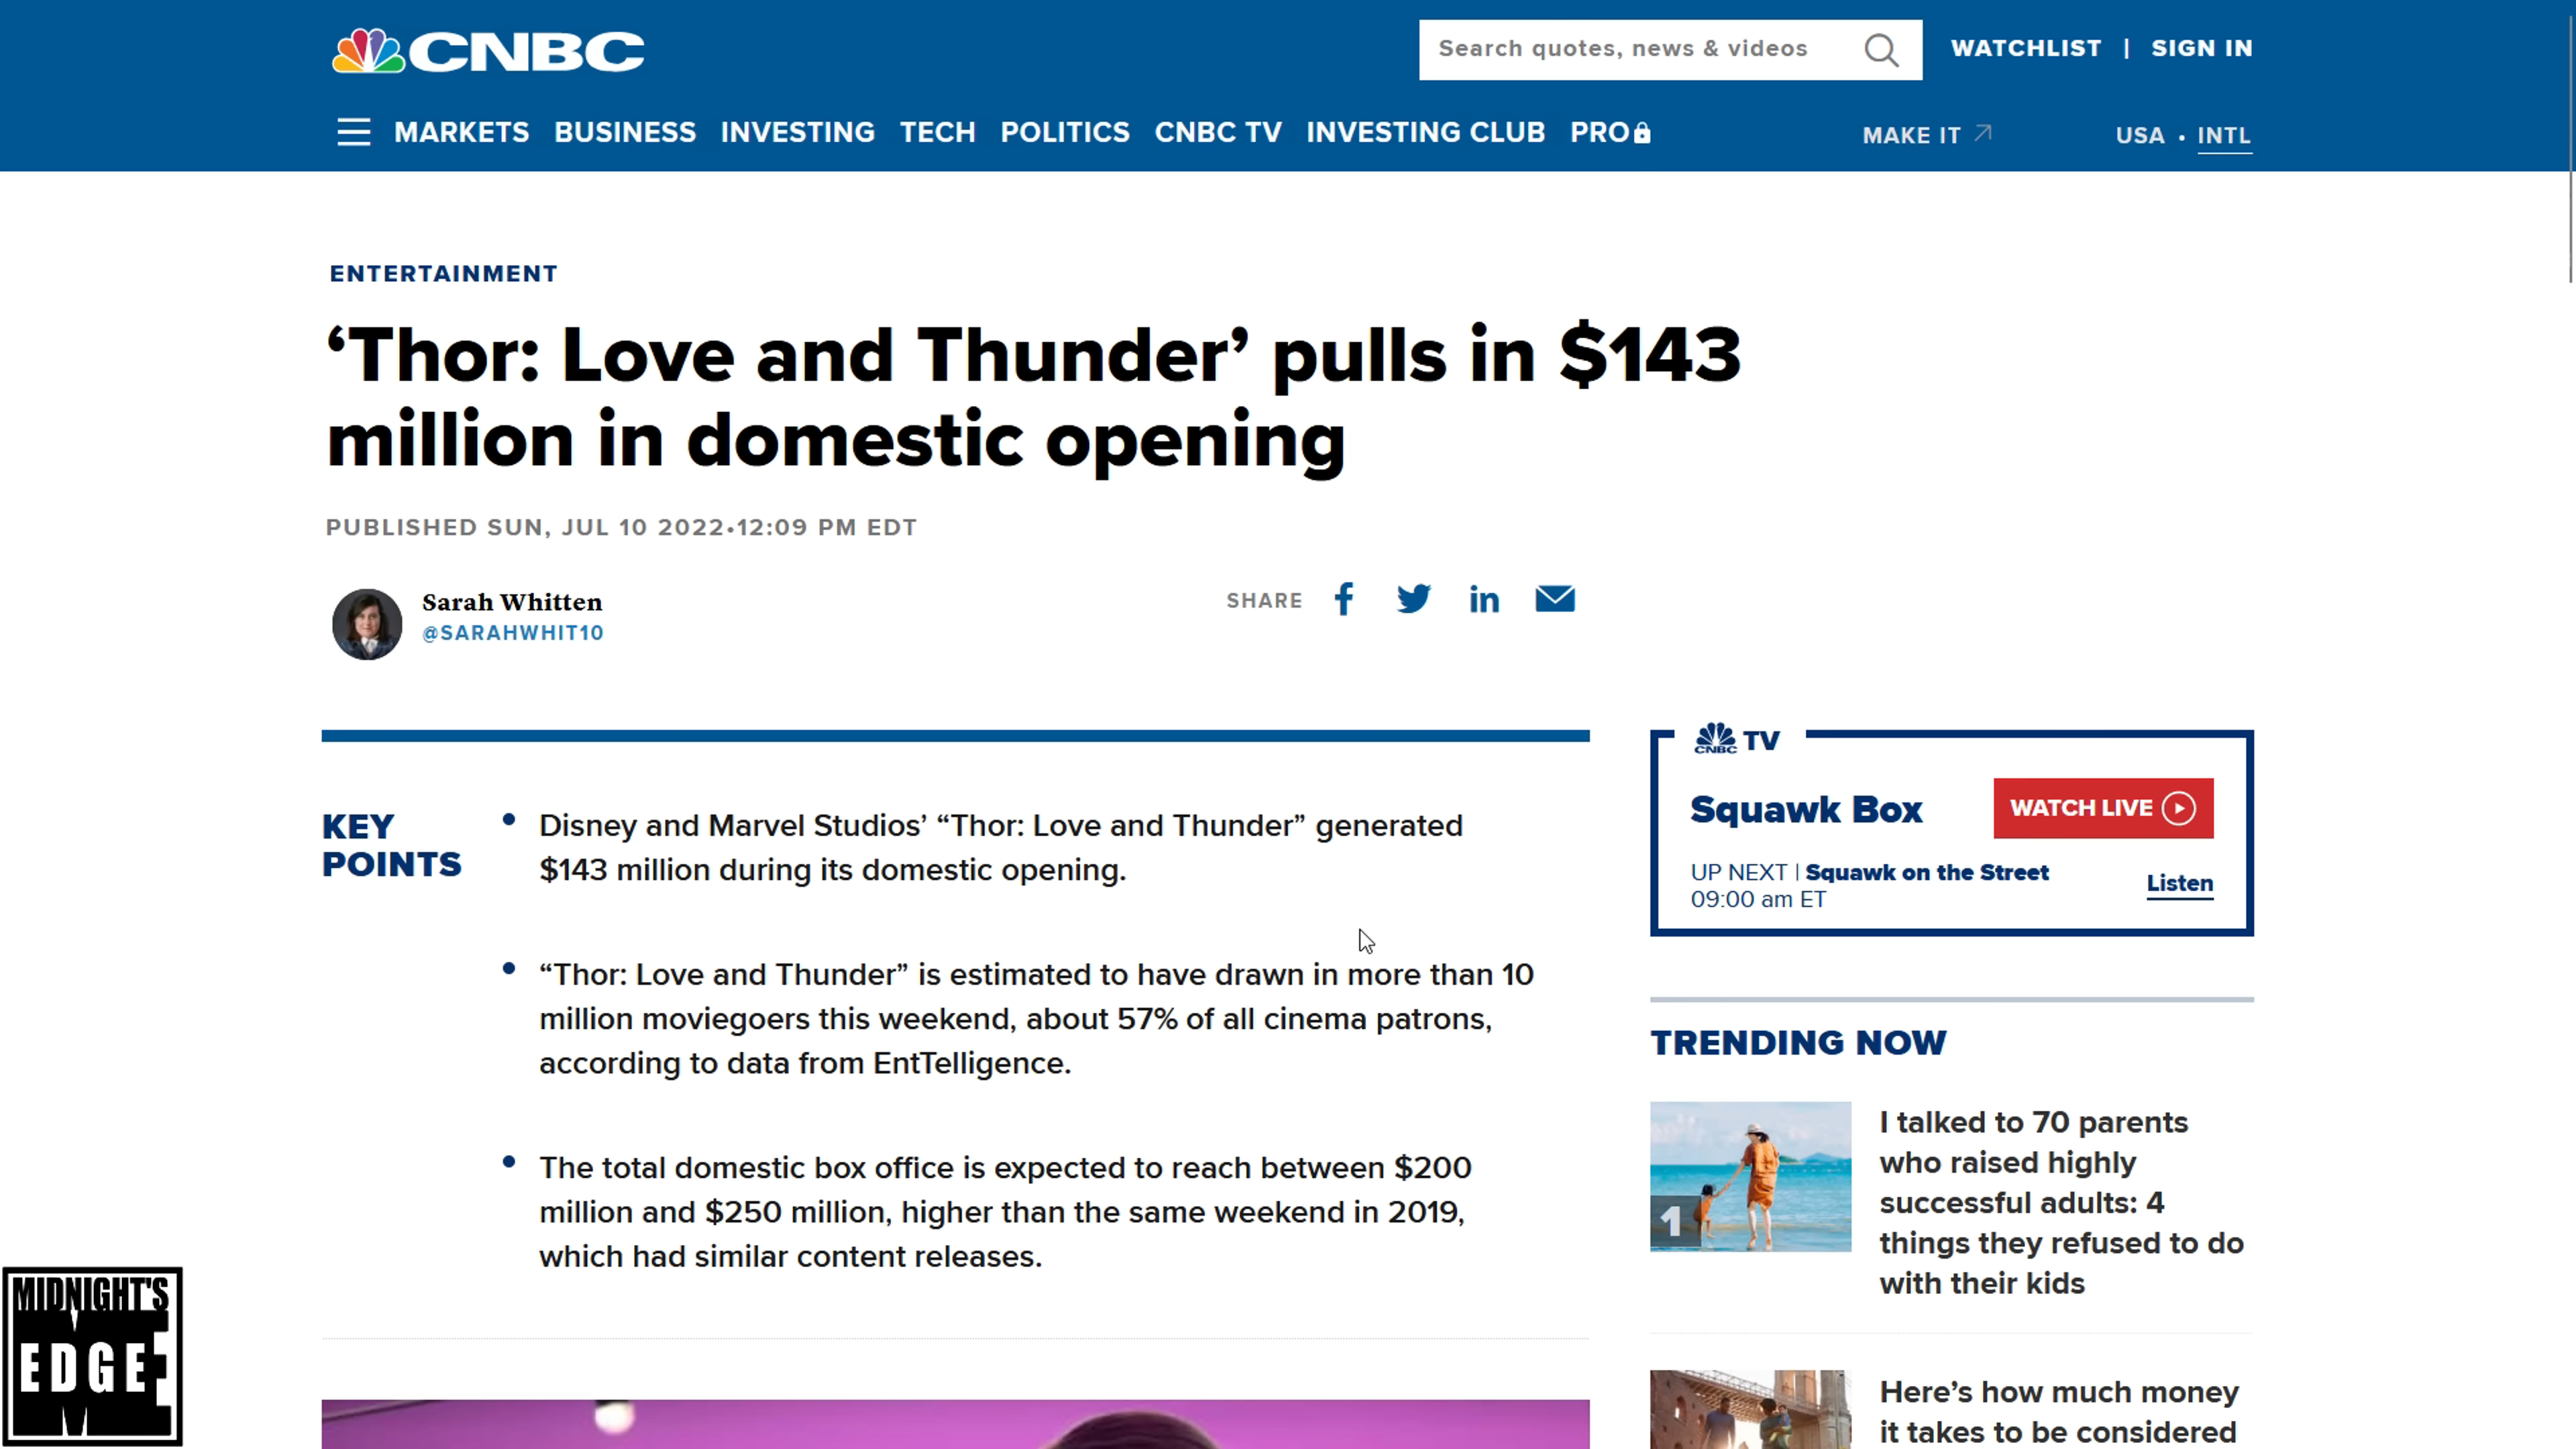 CNBC
Search quotes, news & videos
WATCHLIST | SIGN IN
MARKETS BUSINESS INVESTING TECH POLITICS CNBC TV INVESTING CLUB PRO
MAKE IT
USA • INTL
ENTERTAINMENT
‘Thor: Love and Thunder’ pulls in $143
million in domestic opening
PUBLISHED SUN, JUL 10 2022•12:09 PM EDT
Sarah Whitten
@SARAHWHIT10
SHARE
KEY
POINTS
• Disney and Marvel Studios’ “Thor: Love and Thunder” generated
$143 million during its domestic opening.
• “Thor: Love and Thunder” is estimated to have drawn in more than 10
million moviegoers this weekend, about 57% of all cinema patrons,
according to data from EntTelligence.
• The total domestic box office is expected to reach between $200
million and $250 million, higher than the same weekend in 2019,
which had similar content releases.
CNBC TV
Squawk Box
WATCH LIVE
UP NEXT | Squawk on the Street
09:00 am ET
Listen
TRENDING NOW
1
I talked to 70 parents
who raised highly
successful adults: 4
things they refused to do
with their kids
Here’s how much money
it takes to be considered
MIDNIGHT'S
EDGE